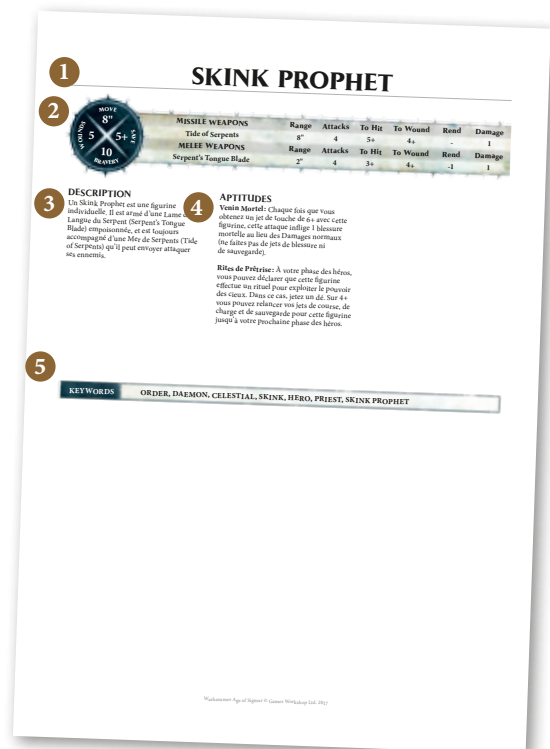 1
SKINK PROPHET
2
MOVE
8"
WOUNDS
5
5+
SAVE
10
BRAVERY
MISSILE WEAPONS Range Attacks To Hit To Wound Rend Damage
Tide of Serpents 8" 4 5+ 4+ - 1
MELEE WEAPONS Range Attacks To Hit To Wound Rend Damage
Serpent's Tongue Blade 2" 4 3+ 4+ -1 1
3
DESCRIPTION
Un Skink Prophet est une figurine
individuelle. Il est armé d'une Lame
Langue du Serpent (Serpent's Tongue
Blade) empoisonnée, et est toujours
accompagné d'une Mer de Serpents (Tide
of Serpents) qu'il peut envoyer attaquer
ses ennemis.
4
APTITUDES
Venin Mortel: Chaque fois que vous
obtenez un jet de touche de 6+ avec cette
figurine, cette attaque inflige 1 blessure
mortelle au lieu des Damages normaux
(ne faites pas de jets de blessure ni
de sauvegarde).
Rites de Prêtrise: À votre phase des héros,
vous pouvez déclarer que cette figurine
effectue un rituel pour exploiter le pouvoir
des cieux. Dans ce cas, jetez un dé. Sur 4+
vous pouvez relancer vos jets de course, de
charge et de sauvegarde pour cette figurine
jusqu'à votre prochaine phase des héros.
5
KEYWORDS ORDER, DAEMON, CELESTIAL, SKINK, HERO, PRIEST, SKINK PROPHET
Warhammer Age of Sigmar © Games Workshop Ltd. 2017